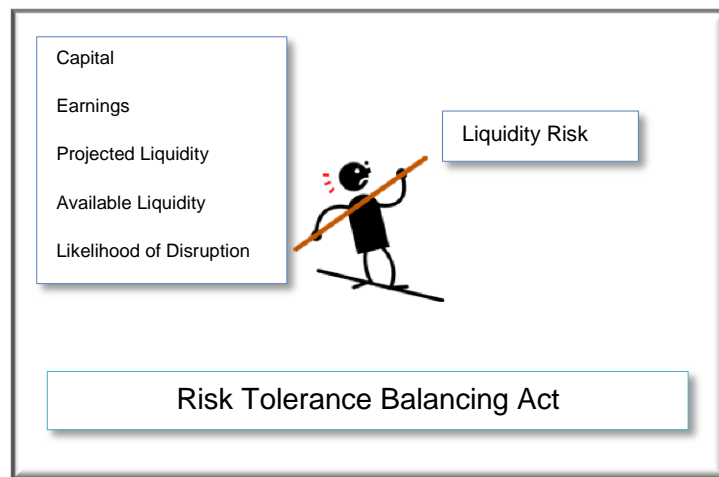 Capital
Earnings
Projected Liquidity
Available Liquidity
Likelihood of Disruption
Liquidity Risk
Risk Tolerance Balancing Act